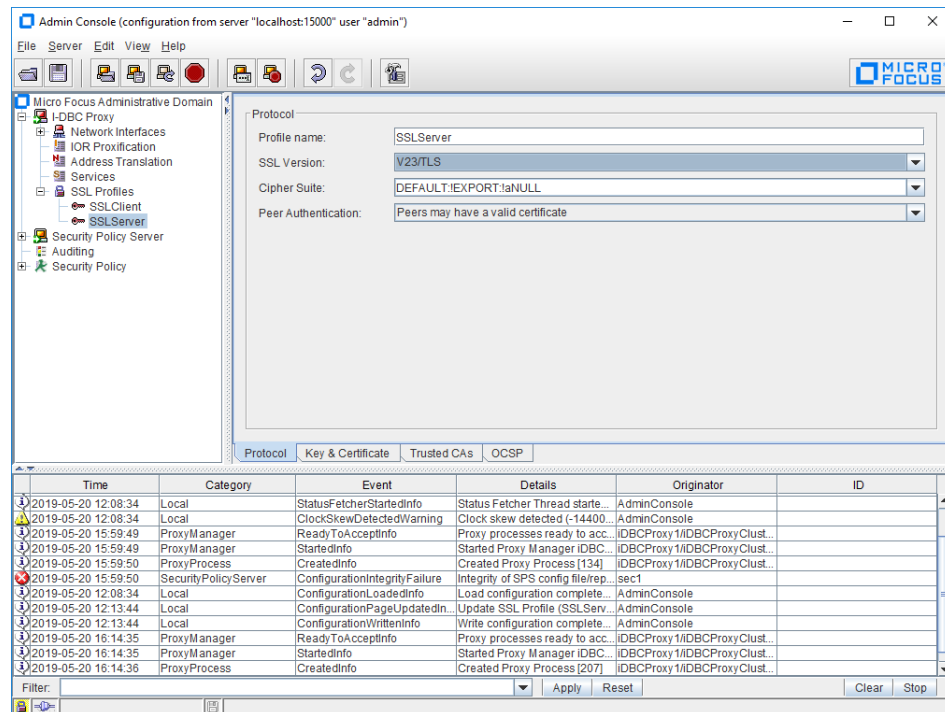 Admin Console (configuration from server "localhost:15000" user "admin")
File Server Edit View Help
MICRO
FOCUS
Micro Focus Administrative Domain
I-DBC Proxy
Network Interfaces
IOR Proxification
Address Translation
Services
SSL Profiles
SSLClient
SSLServer
Security Policy Server
Auditing
Security Policy
Protocol
Profile name: SSLServer
SSL Version: V23/TLS
Cipher Suite: DEFAULT:!EXPORT:!aNULL
Peer Authentication: Peers may have a valid certificate
Protocol Key & Certificate Trusted CAs OCSP
Time Category Event Details Originator ID
2019-05-20 12:08:34 Local StatusFetcherStartedInfo Status Fetcher Thread starte... AdminConsole
2019-05-20 12:08:34 Local ClockSkewDetectedWarning Clock skew detected (-14400... AdminConsole
2019-05-20 15:59:49 ProxyManager ReadyToAcceptInfo Proxy processes ready to acc... iDBCProxy1/iDBCProxyClust...
2019-05-20 15:59:49 ProxyManager StartedInfo Started Proxy Manager iDBC... iDBCProxy1/iDBCProxyClust...
2019-05-20 15:59:50 ProxyProcess CreatedInfo Created Proxy Process [134] iDBCProxy1/iDBCProxyClust...
2019-05-20 15:59:50 SecurityPolicyServer ConfigurationIntegrityFailure Integrity of SPS config file/rep... sec1
2019-05-20 12:08:34 Local ConfigurationLoadedInfo Load configuration complete... AdminConsole
2019-05-20 12:13:44 Local ConfigurationPageUpdatedIn... Update SSL Profile (SSLServ... AdminConsole
2019-05-20 12:13:44 Local ConfigurationWrittenInfo Write configuration complete... AdminConsole
2019-05-20 16:14:35 ProxyManager ReadyToAcceptInfo Proxy processes ready to acc... iDBCProxy1/iDBCProxyClust...
2019-05-20 16:14:35 ProxyManager StartedInfo Started Proxy Manager iDBC... iDBCProxy1/iDBCProxyClust...
2019-05-20 16:14:36 ProxyProcess CreatedInfo Created Proxy Process [207] iDBCProxy1/iDBCProxyClust...
Filter: Apply Reset Clear Stop